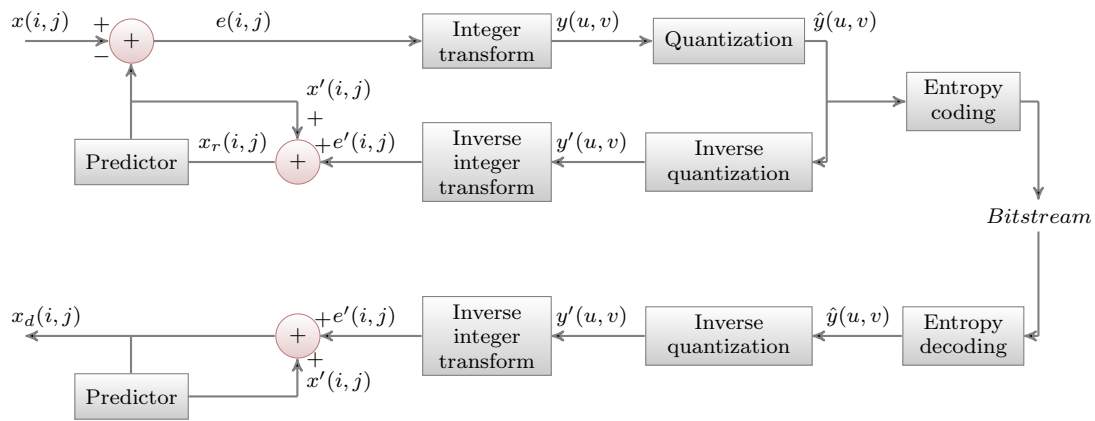 x(i, j)
+
−
+
e(i, j)
Integer
transform
y(u, v)
Quantization
ŷ(u, v)
Entropy
coding
x′(i, j)
+
Predictor
x_r(i, j)
+
+
e′(i, j)
Inverse
integer
transform
y′(u, v)
Inverse
quantization
Bitstream
x_d(i, j)
+
+
e′(i, j)
+
x′(i, j)
Inverse
integer
transform
y′(u, v)
Inverse
quantization
ŷ(u, v)
Entropy
decoding
Predictor